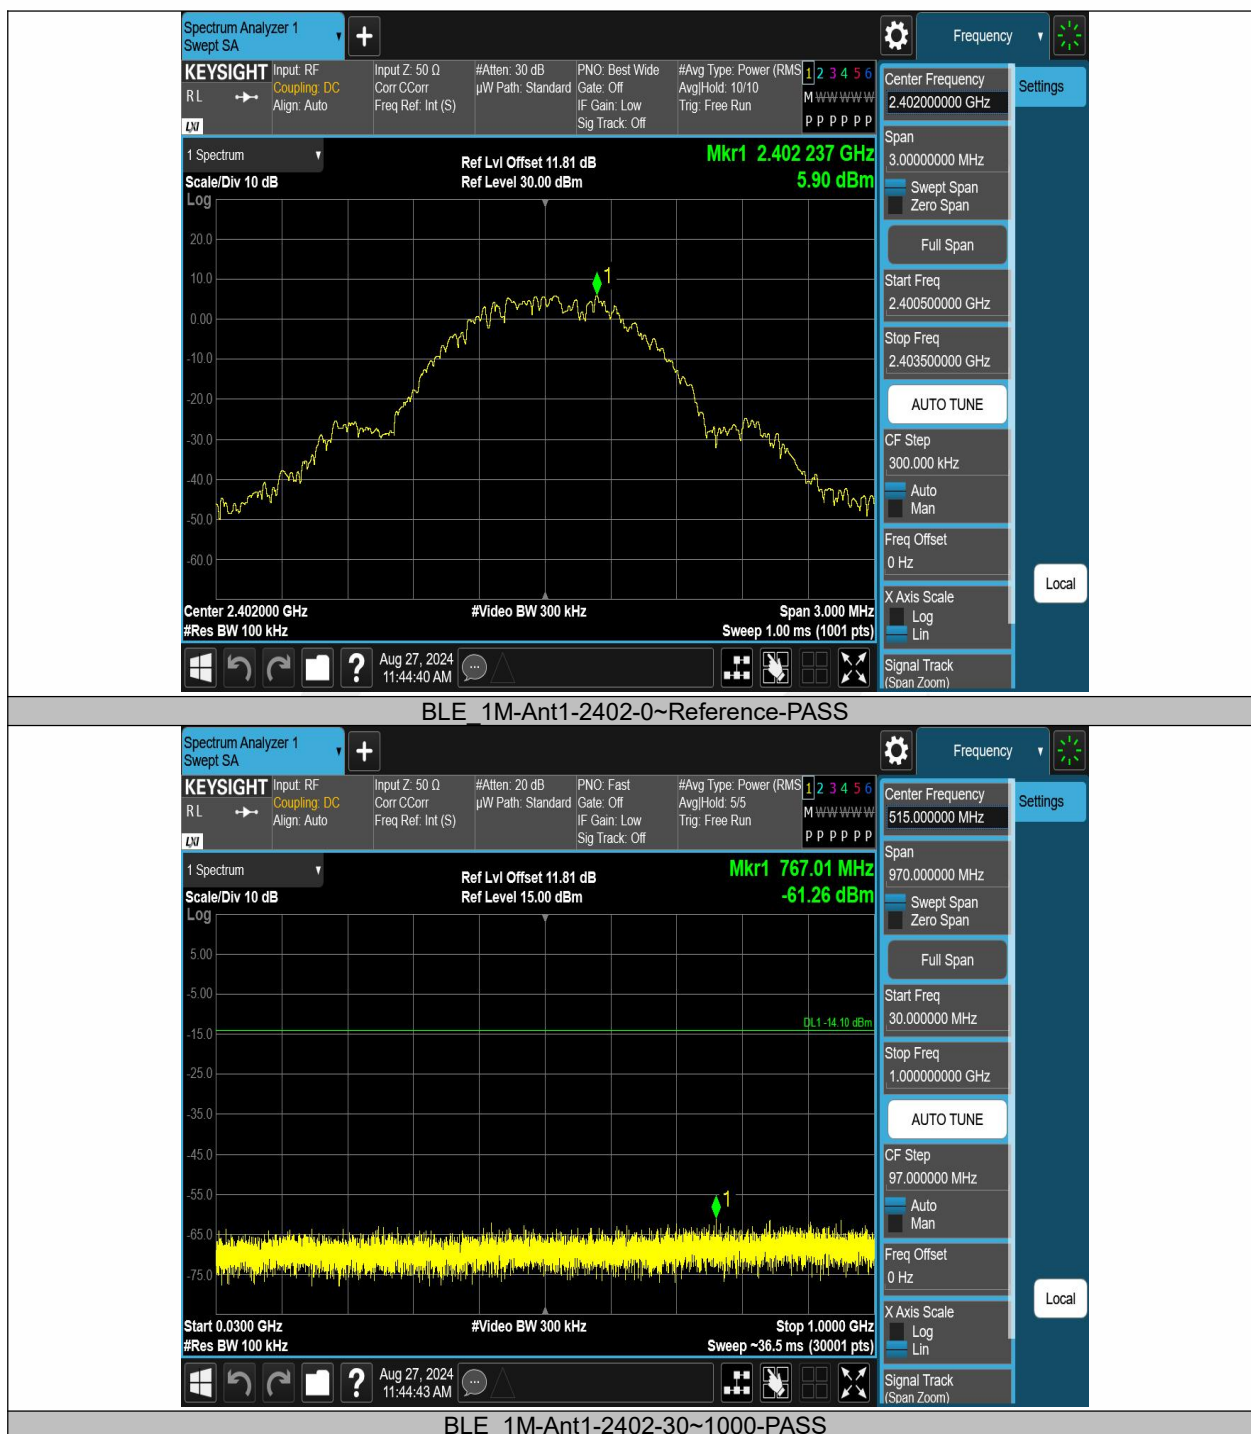 Spectrum Analyzer 1
Swept SA
Frequency
KEYSIGHT
RL
LXI
Input: RF
Coupling: DC
Align: Auto
Input Z: 50 Ω
Corr CCorr
Freq Ref: Int (S)
#Atten: 30 dB
µW Path: Standard
PNO: Best Wide
Gate: Off
IF Gain: Low
Sig Track: Off
#Avg Type: Power (RMS
Avg|Hold: 10/10
Trig: Free Run
1 2 3 4 5 6
M W W W W W
P P P P P P
Center Frequency
2.402000000 GHz
Settings
1 Spectrum
Scale/Div 10 dB
Log
Ref Lvl Offset 11.81 dB
Ref Level 30.00 dBm
Mkr1 2.402 237 GHz
5.90 dBm
Span
3.00000000 MHz
Swept Span
Zero Span
Full Span
Start Freq
2.400500000 GHz
Stop Freq
2.403500000 GHz
AUTO TUNE
CF Step
300.000 kHz
Auto
Man
Freq Offset
0 Hz
X Axis Scale
Log
Lin
Signal Track
(Span Zoom)
Local
20.0
10.0
1
0.00
-10.0
-20.0
-30.0
-40.0
-50.0
-60.0
Center 2.402000 GHz
#Res BW 100 kHz
#Video BW 300 kHz
Span 3.000 MHz
Sweep 1.00 ms (1001 pts)
?
Aug 27, 2024
11:44:40 AM
BLE_1M-Ant1-2402-0~Reference-PASS
Spectrum Analyzer 1
Swept SA
Frequency
KEYSIGHT
RL
LXI
Input: RF
Coupling: DC
Align: Auto
Input Z: 50 Ω
Corr CCorr
Freq Ref: Int (S)
#Atten: 20 dB
µW Path: Standard
PNO: Fast
Gate: Off
IF Gain: Low
Sig Track: Off
#Avg Type: Power (RMS
Avg|Hold: 5/5
Trig: Free Run
1 2 3 4 5 6
M W W W W W
P P P P P P
Center Frequency
515.000000 MHz
Settings
1 Spectrum
Scale/Div 10 dB
Log
Ref Lvl Offset 11.81 dB
Ref Level 15.00 dBm
Mkr1 767.01 MHz
-61.26 dBm
Span
970.000000 MHz
Swept Span
Zero Span
Full Span
Start Freq
30.000000 MHz
Stop Freq
1.000000000 GHz
AUTO TUNE
CF Step
97.000000 MHz
Auto
Man
Freq Offset
0 Hz
X Axis Scale
Log
Lin
Signal Track
(Span Zoom)
Local
5.00
-5.00
DL1 -14.10 dBm
-15.0
-25.0
-35.0
-45.0
-55.0
1
-65.0
-75.0
Start 0.0300 GHz
#Res BW 100 kHz
#Video BW 300 kHz
Stop 1.0000 GHz
Sweep ~36.5 ms (30001 pts)
?
Aug 27, 2024
11:44:43 AM
BLE_1M-Ant1-2402-30~1000-PASS